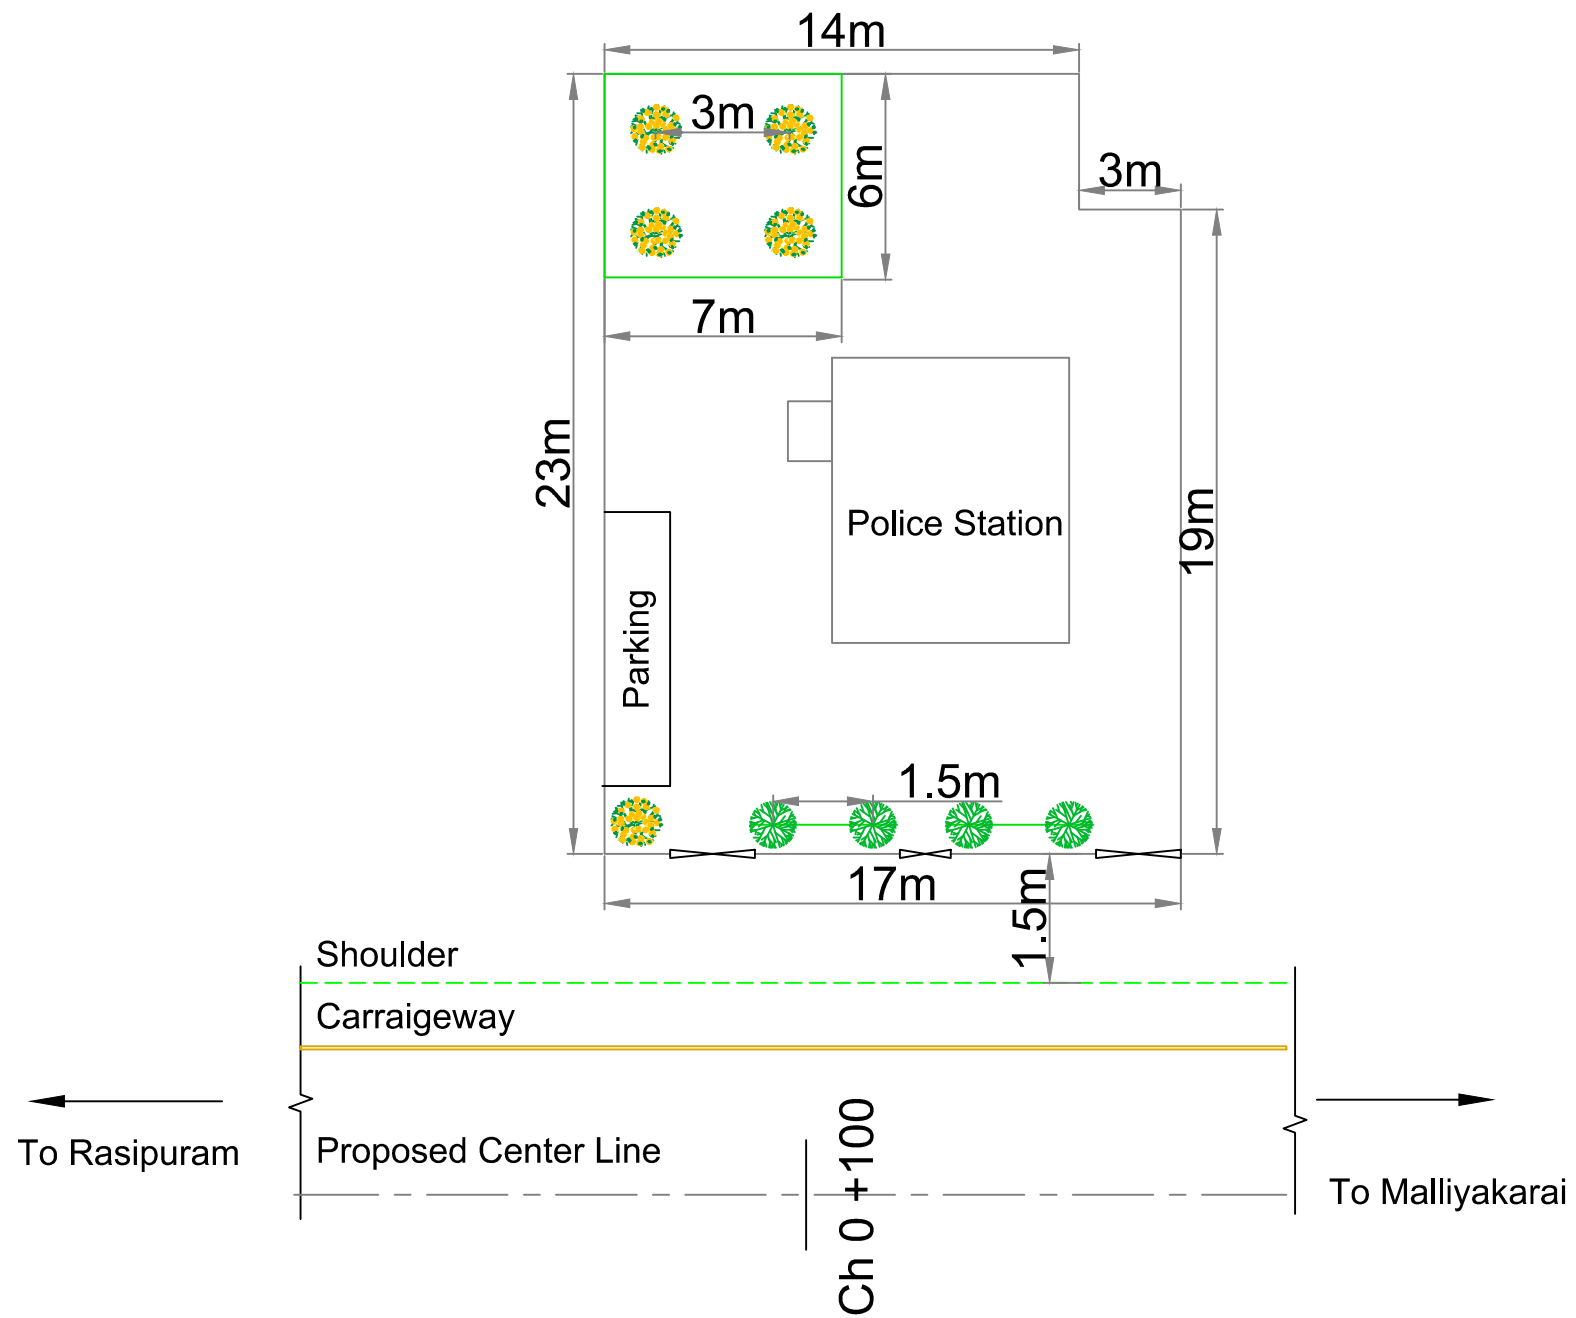 14m
3m
6m
3m
7m
23m
Police Station
19m
Parking
1.5m
17m
1.5m
Shoulder
Carraigeway
To Rasipuram
Proposed Center Line
Ch 0 +100
To Malliyakarai